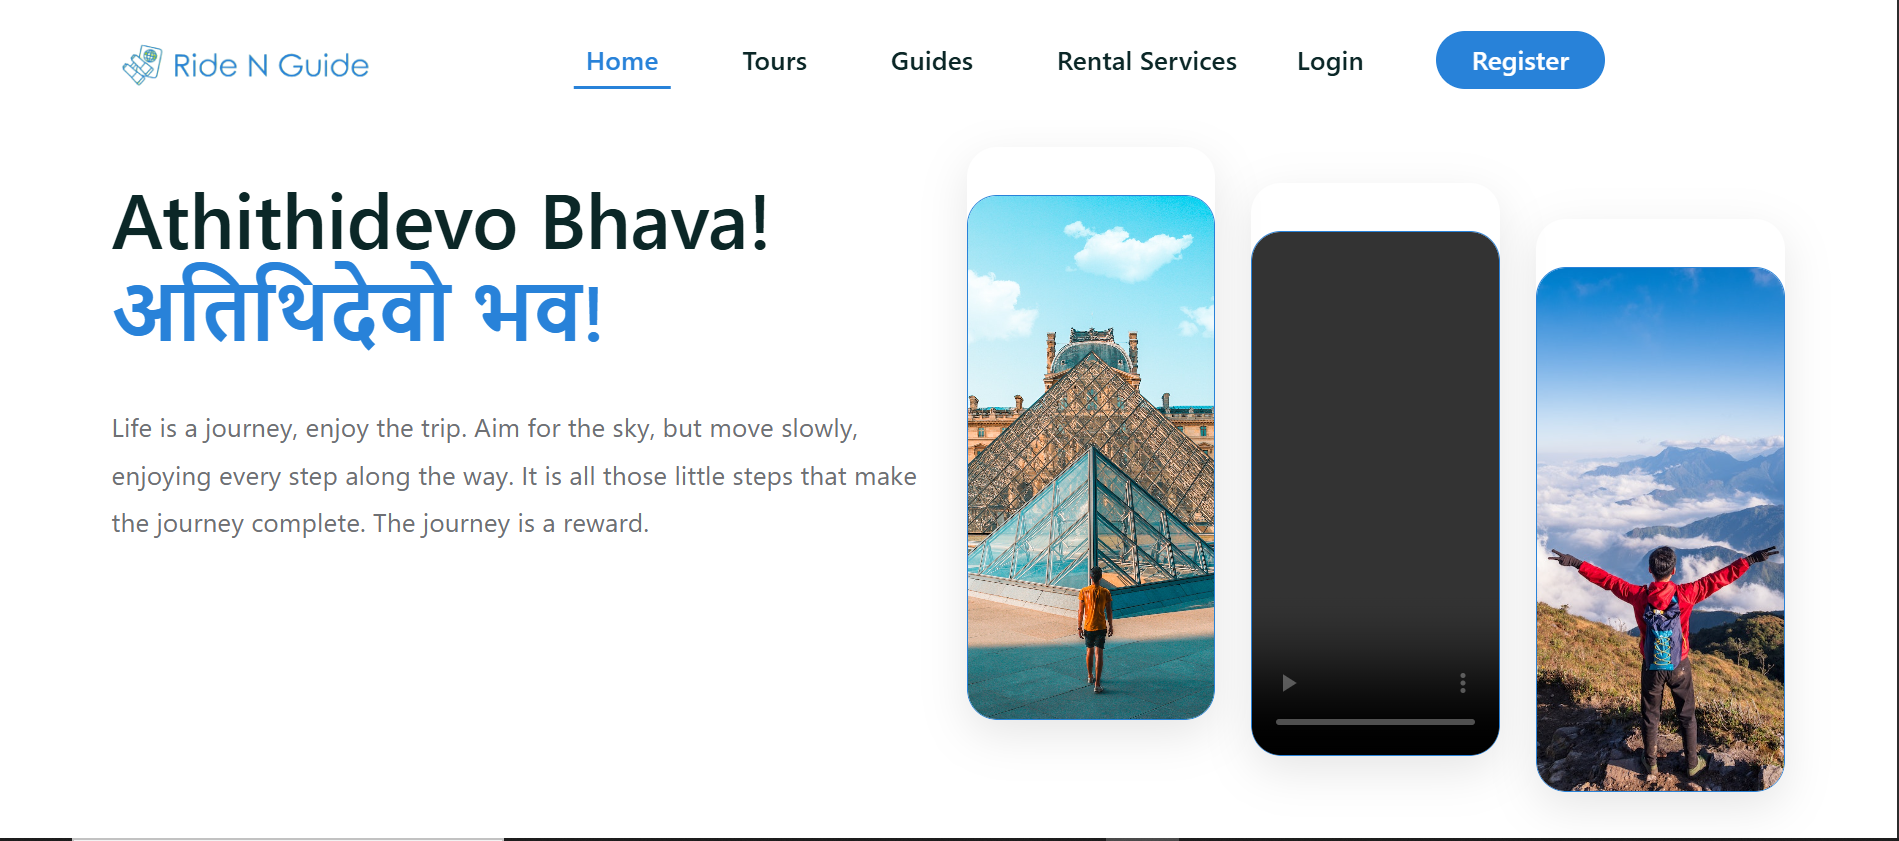 Ride N Guide
Home
Tours
Guides
Rental Services
Login
Register
Athithidevo Bhava!
अतिथिदेवो भव!
Life is a journey, enjoy the trip. Aim for the sky, but move slowly,
enjoying every step along the way. It is all those little steps that make
the journey complete. The journey is a reward.